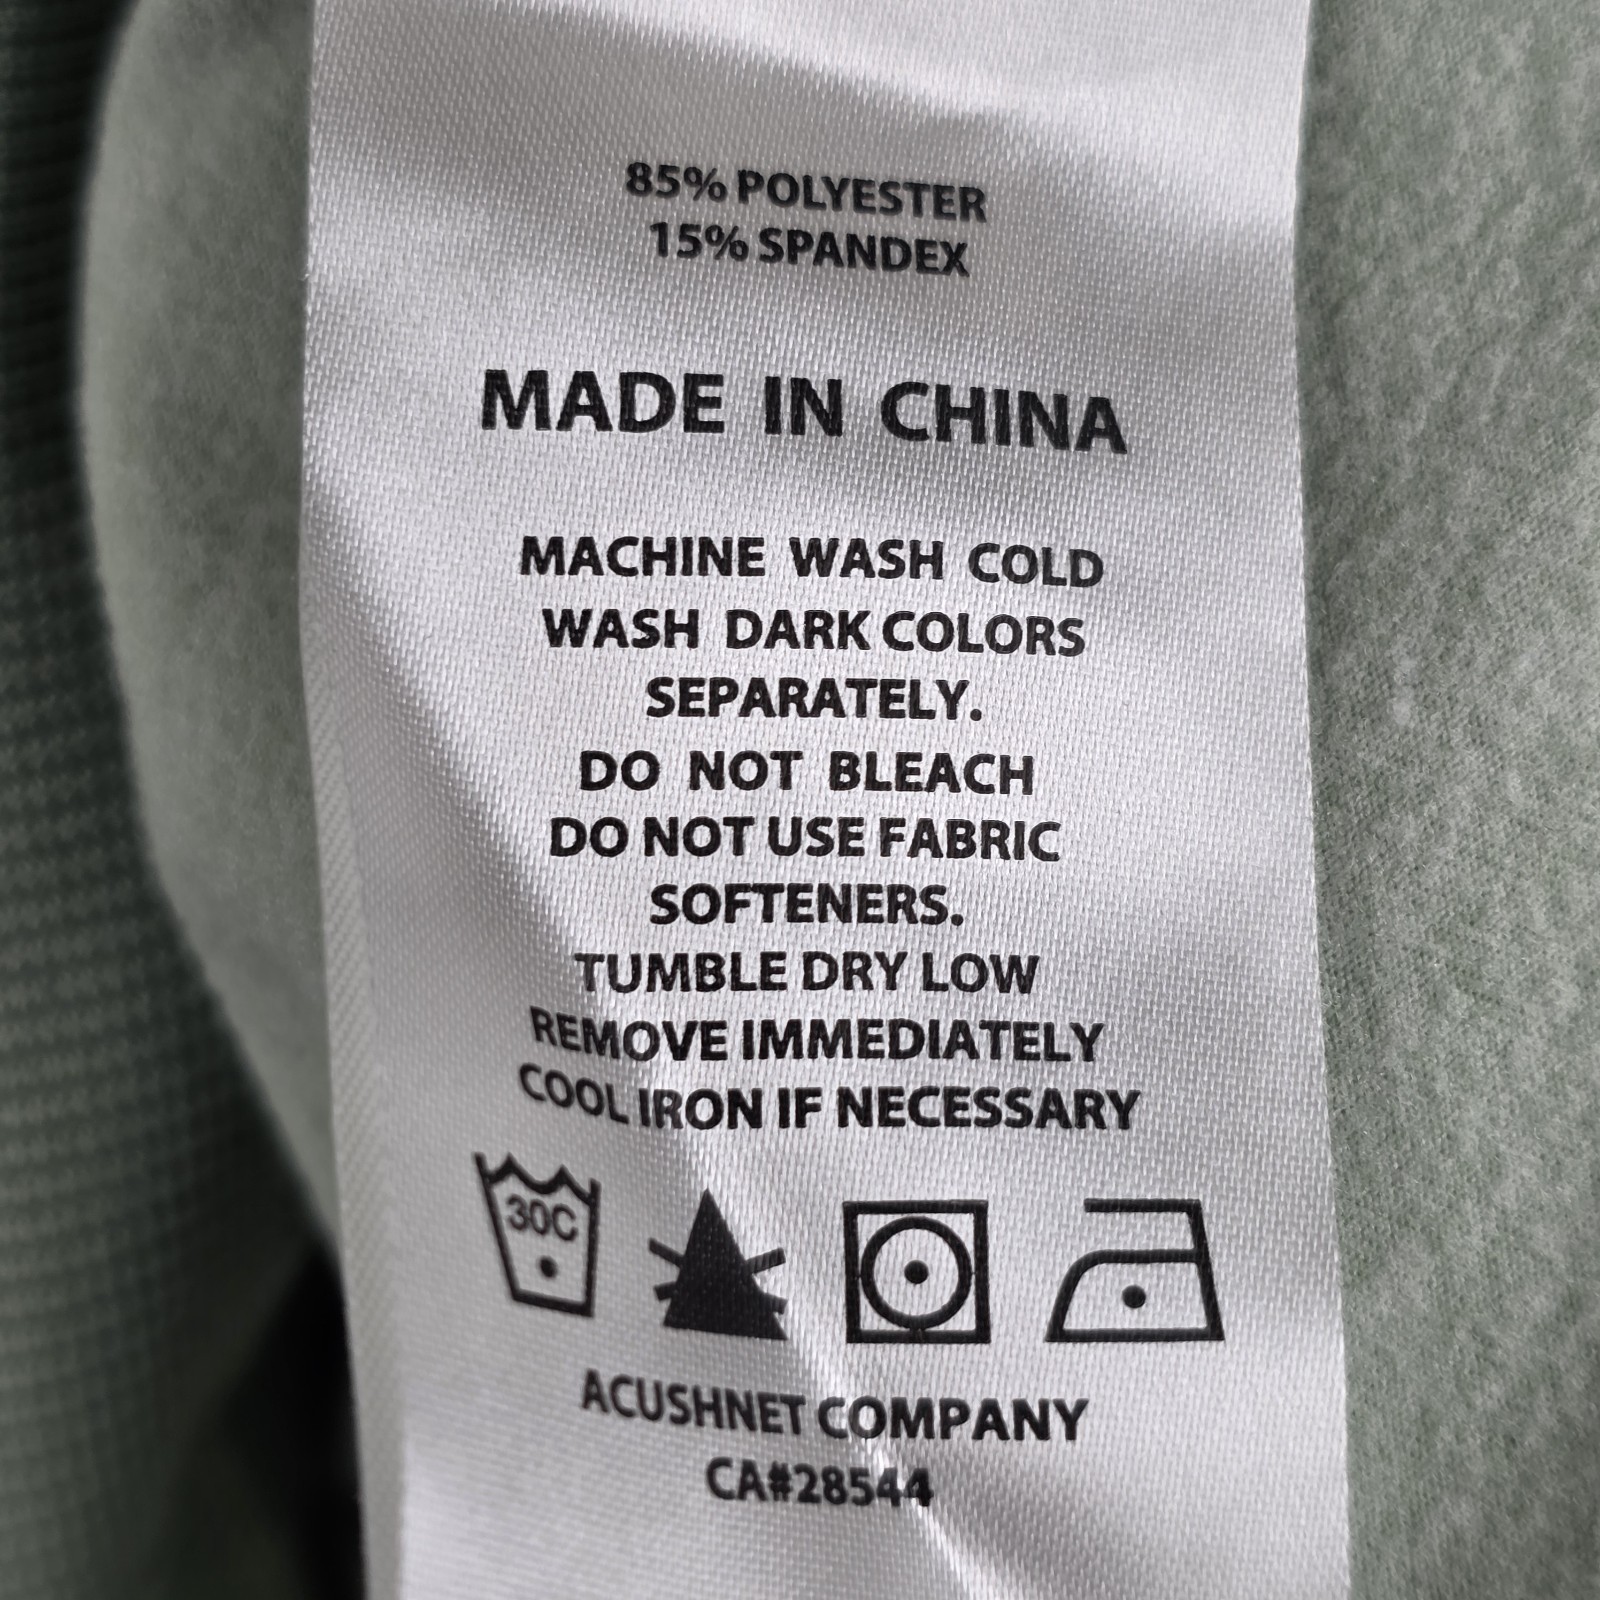 85% POLYESTER
15% SPANDEX
MADE IN CHINA
MACHINE WASH COLD
WASH DARK COLORS
SEPARATELY.
DO NOT BLEACH
DO NOT USE FABRIC
SOFTENERS.
TUMBLE DRY LOW
REMOVE IMMEDIATELY
COOL IRON IF NECESSARY
30C
ACUSHNET COMPANY
CA#28544